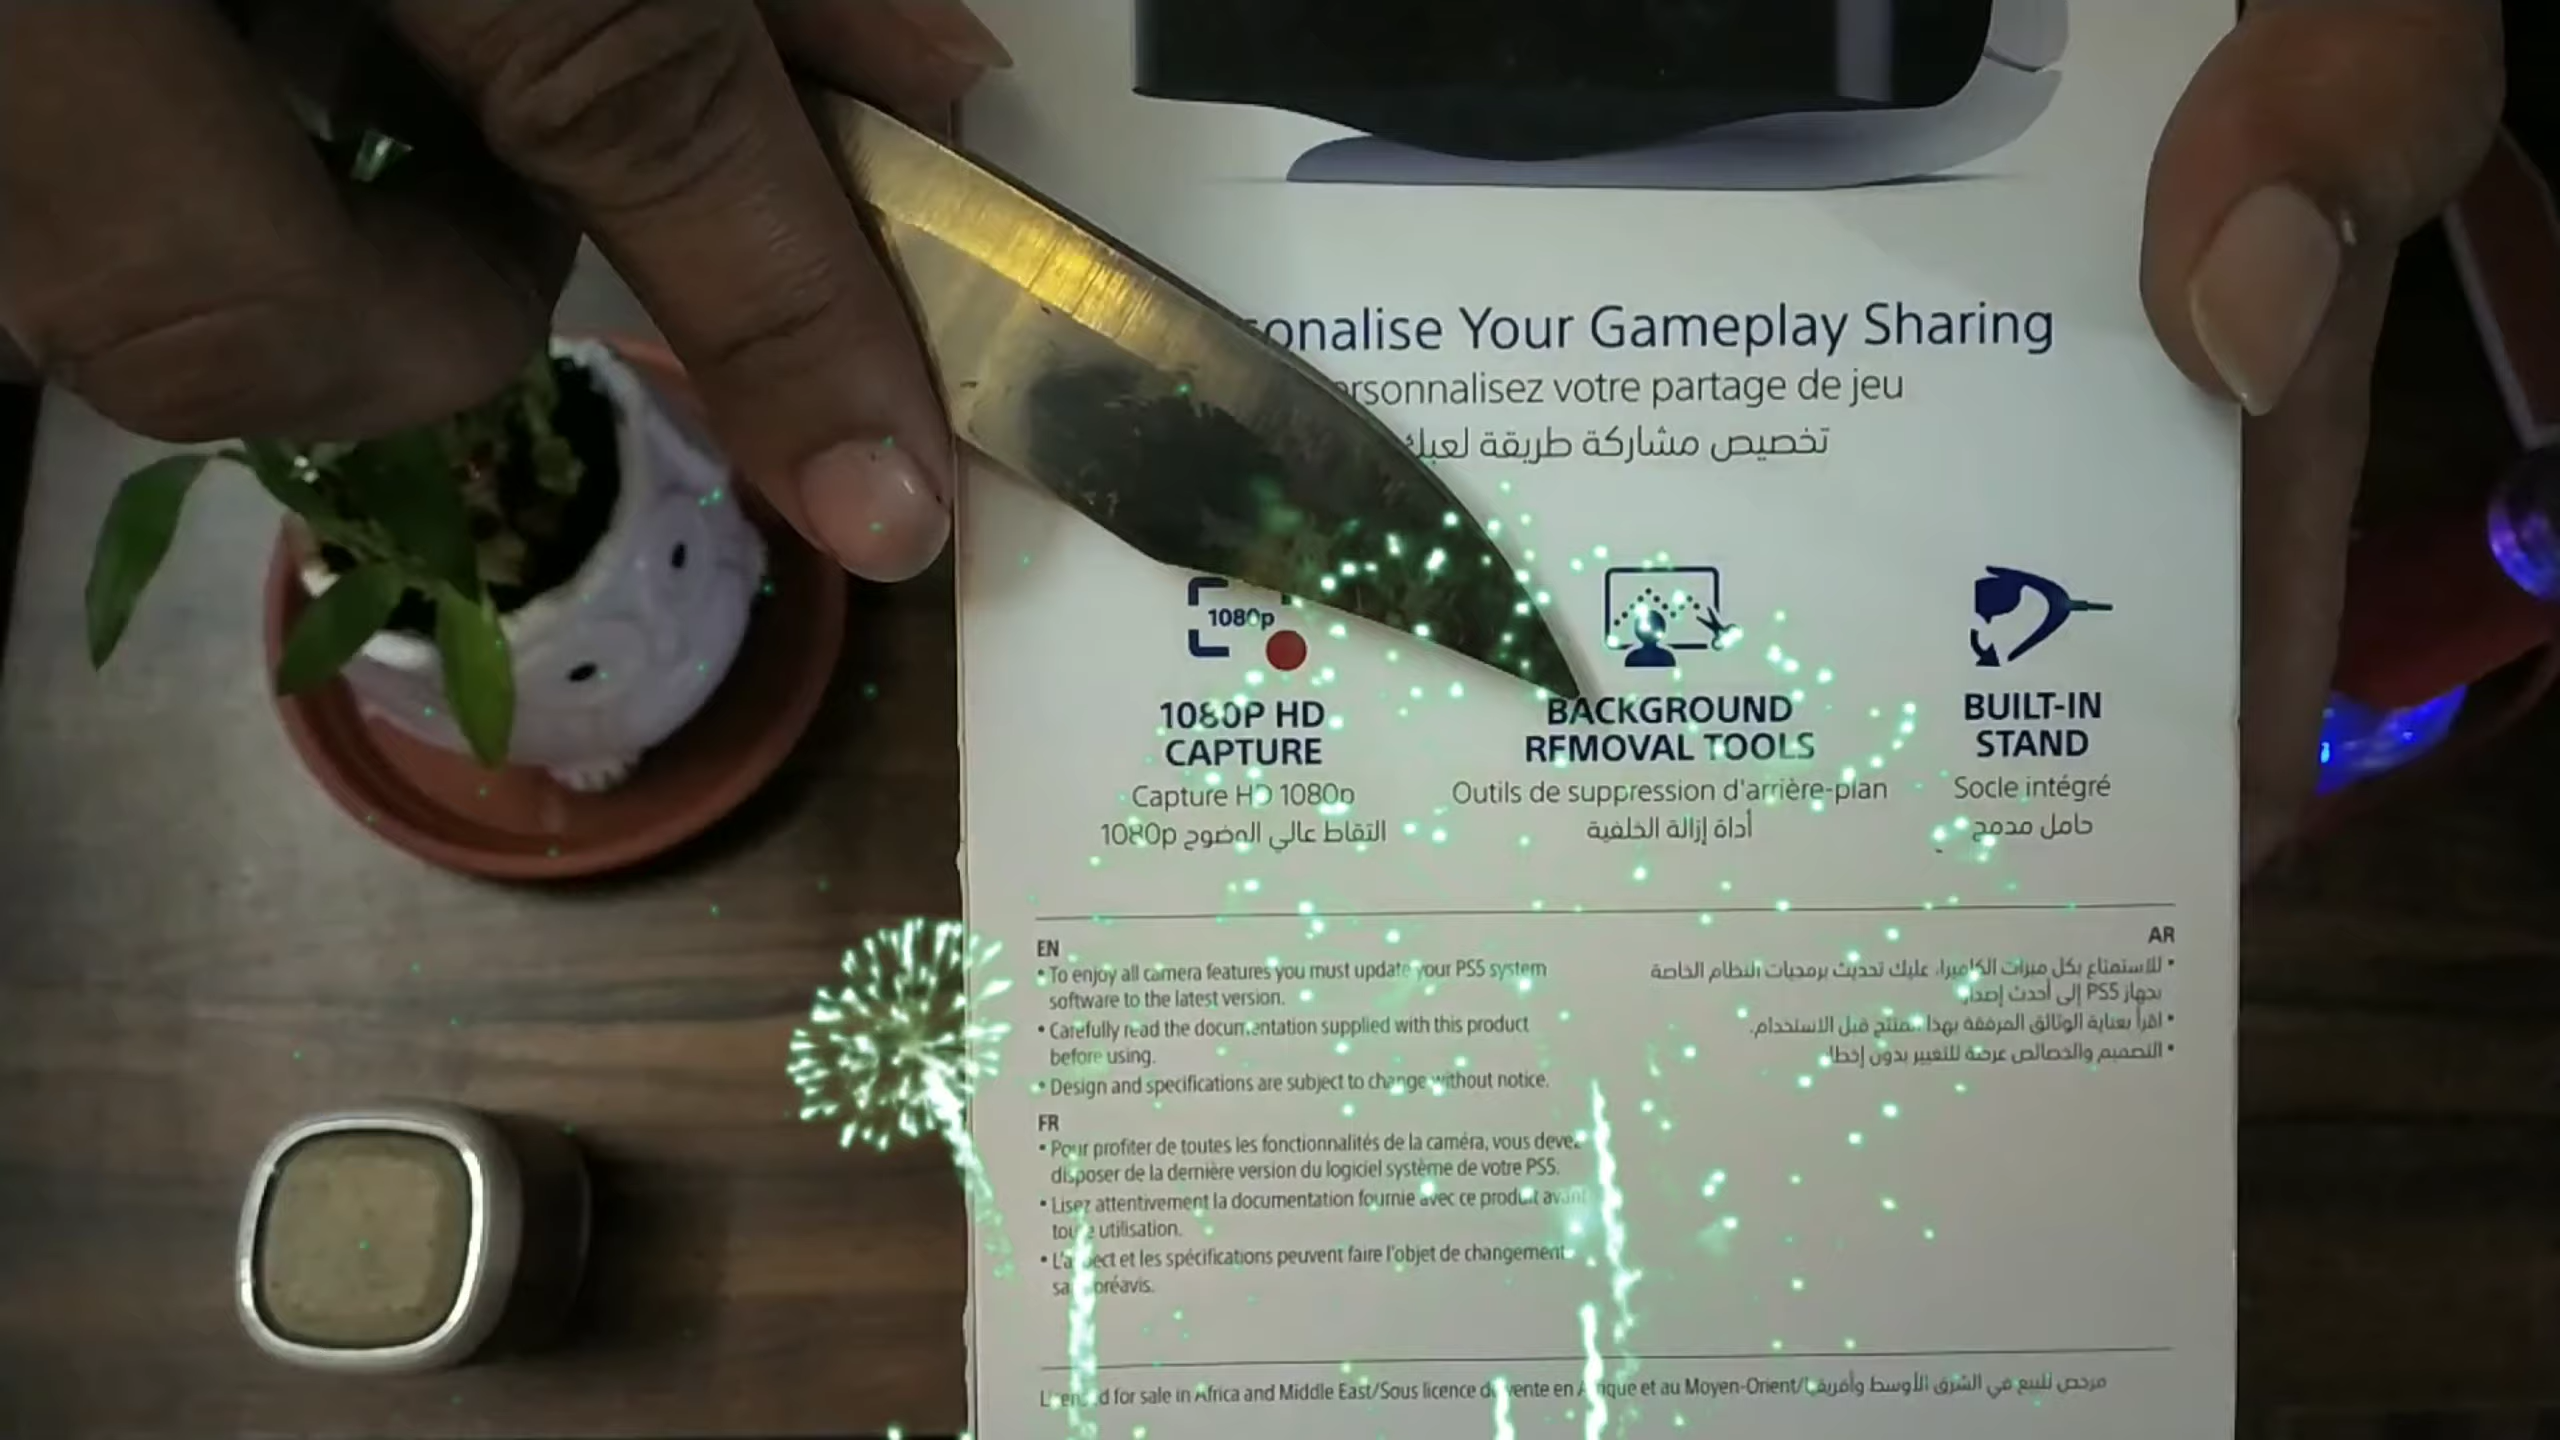 Your Gameplay Sharing
votre partage de jeu
تخصيص مشاركة طريقة
1080p
1080P HD
CAPTURE
Capture HD 1080p
التقاط عالي الوضوح 1080p
BACKGROUND
REMOVAL TOOLS
Outils de suppression d'arrière-plan
أداة إزالة الخلفية
BUILT-IN
STAND
Socle intégré
حامل مدمج
EN
• To enjoy all camera features you must update your PS5 system
software to the latest version.
• Carefully read the documentation supplied with this product
before using.
• Design and specifications are subject to change without notice.
FR
• Pour profiter de toutes les fonctionnalités de la caméra, vous devez
disposer de la dernière version du logiciel système de votre PS5.
• Lisez attentivement la documentation fournie avec ce produit avant
toute utilisation.
• L'aspect et les spécifications peuvent faire l'objet de changement
préavis.
AR
• للاستمتاع بكل ميزات الكاميرا، عليك تحديث برمجيات النظام الخاصة
بجهاز PS5 إلى أحدث إصدار
• اقرأ بعناية الوثائق المرفقة بهذا المنتج قبل الاستخدام.
• التصميم والخصائص عرضة للتغيير بدون
Licensed for sale in Africa and Middle East/Sous licence de vente en Afrique et au Moyen-Orient/مرخص للبيع في الشرق الأوسط وأفريقيا